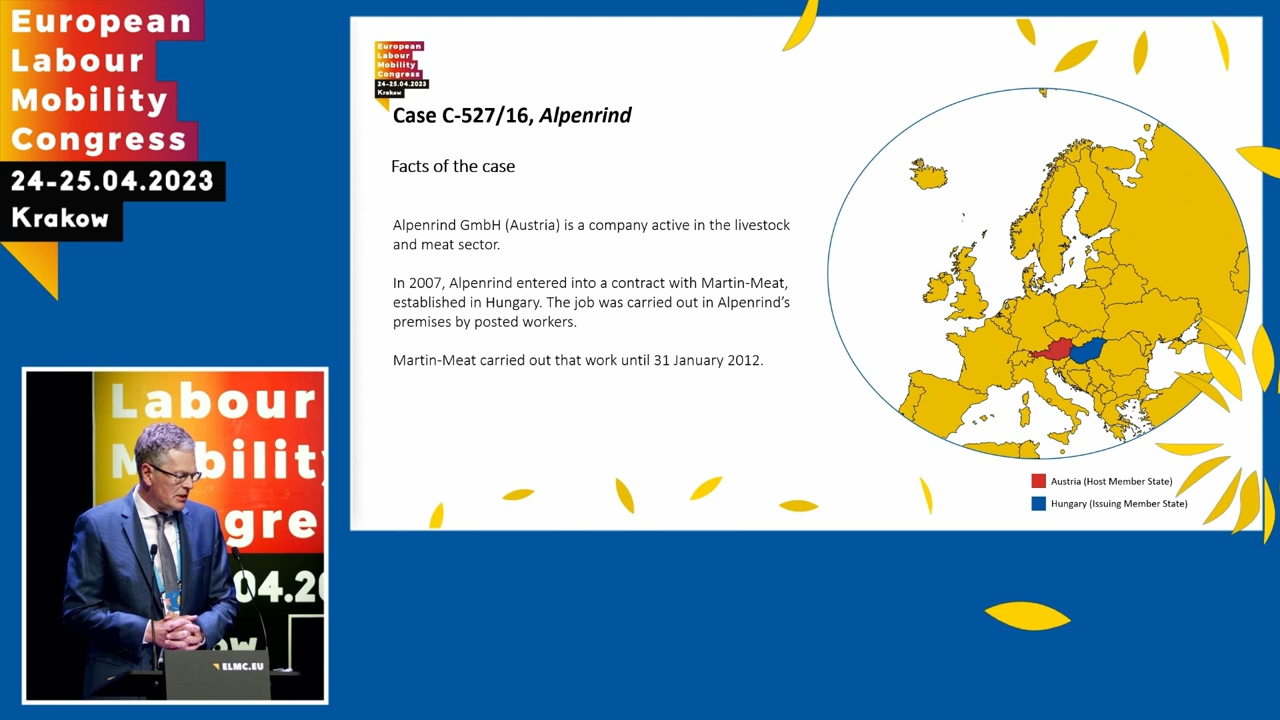 European
Labour
Mobility
Congress
24-25.04.2023
Krakow
European
Labour
Mobility
Congress
24-25.04.2023
Krakow
Case C-527/16, Alpenrind
Facts of the case
Alpenrind GmbH (Austria) is a company active in the livestock
and meat sector.
In 2007, Alpenrind entered into a contract with Martin-Meat,
established in Hungary. The job was carried out in Alpenrind’s
premises by posted workers.
Martin-Meat carried out that work until 31 January 2012.
Austria (Host Member State)
Hungary (Issuing Member State)
Labour
M bility
gre
04.20
ow
ELMC.EU